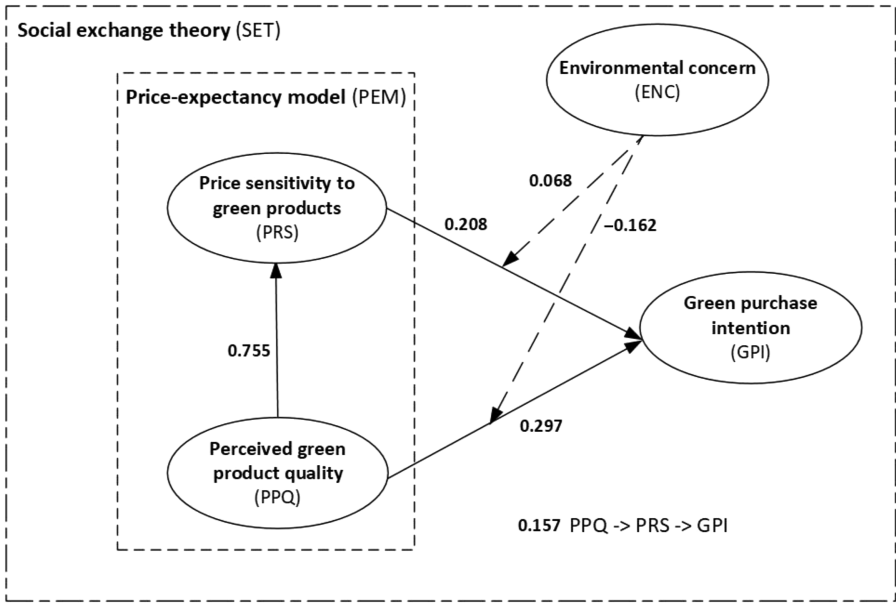 Social exchange theory (SET)
Environmental concern
(ENC)
Price-expectancy model (PEM)
Price sensitivity to
green products
(PRS)
0.068
0.208
–0.162
Green purchase
intention
(GPI)
0.755
0.297
Perceived green
product quality
(PPQ)
0.157 PPQ -> PRS -> GPI